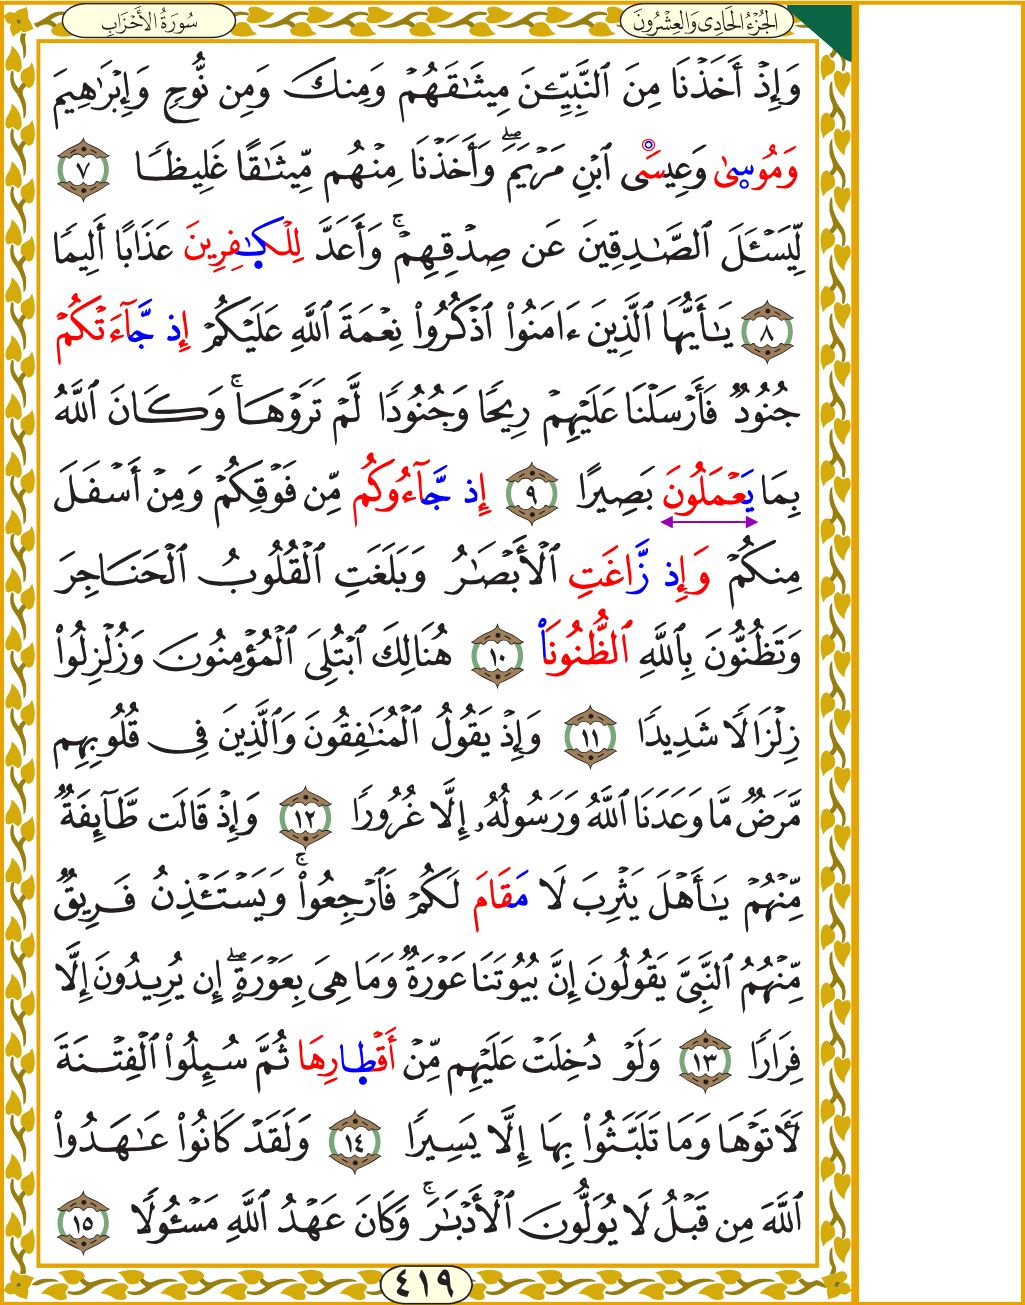 سُورَةُ الأَحْزَابِ
الجُزْءُ الحَادِى وَالعِشْرُونَ
وَإِذْ أَخَذْنَا مِنَ ٱلنَّبِيِّـۧنَ مِيثَـٰقَهُمْ وَمِنكَ وَمِن نُّوحٍ وَإِبْرَٰهِيمَ
وَمُوسىٰ وَعِيسَى ٱبْنِ مَرْيَمَ ۖ وَأَخَذْنَا مِنْهُم مِّيثَـٰقًا غَلِيظًا ٧
لِّيَسْـَٔلَ ٱلصَّـٰدِقِينَ عَن صِدْقِهِمْ ۚ وَأَعَدَّ لِلْكَـٰفِرِينَ عَذَابًا أَلِيمًا
٨ يَـٰٓأَيُّهَا ٱلَّذِينَ ءَامَنُوا۟ ٱذْكُرُوا۟ نِعْمَةَ ٱللَّهِ عَلَيْكُمْ إِذ جَّآءَتْكُمْ
جُنُودٌ فَأَرْسَلْنَا عَلَيْهِمْ رِيحًا وَجُنُودًا لَّمْ تَرَوْهَا ۚ وَكَانَ ٱللَّهُ
بِمَا يَعْمَلُونَ بَصِيرًا ٩ إِذ جَّآءُوكُم مِّن فَوْقِكُمْ وَمِنْ أَسْفَلَ
مِنكُمْ وَإِذ زَّاغَتِ ٱلْأَبْصَـٰرُ وَبَلَغَتِ ٱلْقُلُوبُ ٱلْحَنَاجِرَ
وَتَظُنُّونَ بِٱللَّهِ ٱلظُّنُونَا۠ ١٠ هُنَالِكَ ٱبْتُلِىَ ٱلْمُؤْمِنُونَ وَزُلْزِلُوا۟
زِلْزَالًا شَدِيدًا ١١ وَإِذْ يَقُولُ ٱلْمُنَـٰفِقُونَ وَٱلَّذِينَ فِى قُلُوبِهِم
مَّرَضٌ مَّا وَعَدَنَا ٱللَّهُ وَرَسُولُهُۥٓ إِلَّا غُرُورًا ١٢ وَإِذْ قَالَت طَّآئِفَةٌ
مِّنْهُمْ يَـٰٓأَهْلَ يَثْرِبَ لَا مَقَامَ لَكُمْ فَٱرْجِعُوا۟ ۚ وَيَسْتَـْٔذِنُ فَرِيقٌ
مِّنْهُمُ ٱلنَّبِىَّ يَقُولُونَ إِنَّ بُيُوتَنَا عَوْرَةٌ وَمَا هِىَ بِعَوْرَةٍ ۖ إِن يُرِيدُونَ إِلَّا
فِرَارًا ١٣ وَلَوْ دُخِلَتْ عَلَيْهِم مِّنْ أَقْطَارِهَا ثُمَّ سُئِلُوا۟ ٱلْفِتْنَةَ
لَـَٔاتَوْهَا وَمَا تَلَبَّثُوا۟ بِهَآ إِلَّا يَسِيرًا ١٤ وَلَقَدْ كَانُوا۟ عَـٰهَدُوا۟
ٱللَّهَ مِن قَبْلُ لَا يُوَلُّونَ ٱلْأَدْبَـٰرَ ۚ وَكَانَ عَهْدُ ٱللَّهِ مَسْـُٔولًا ١٥
٤١٩